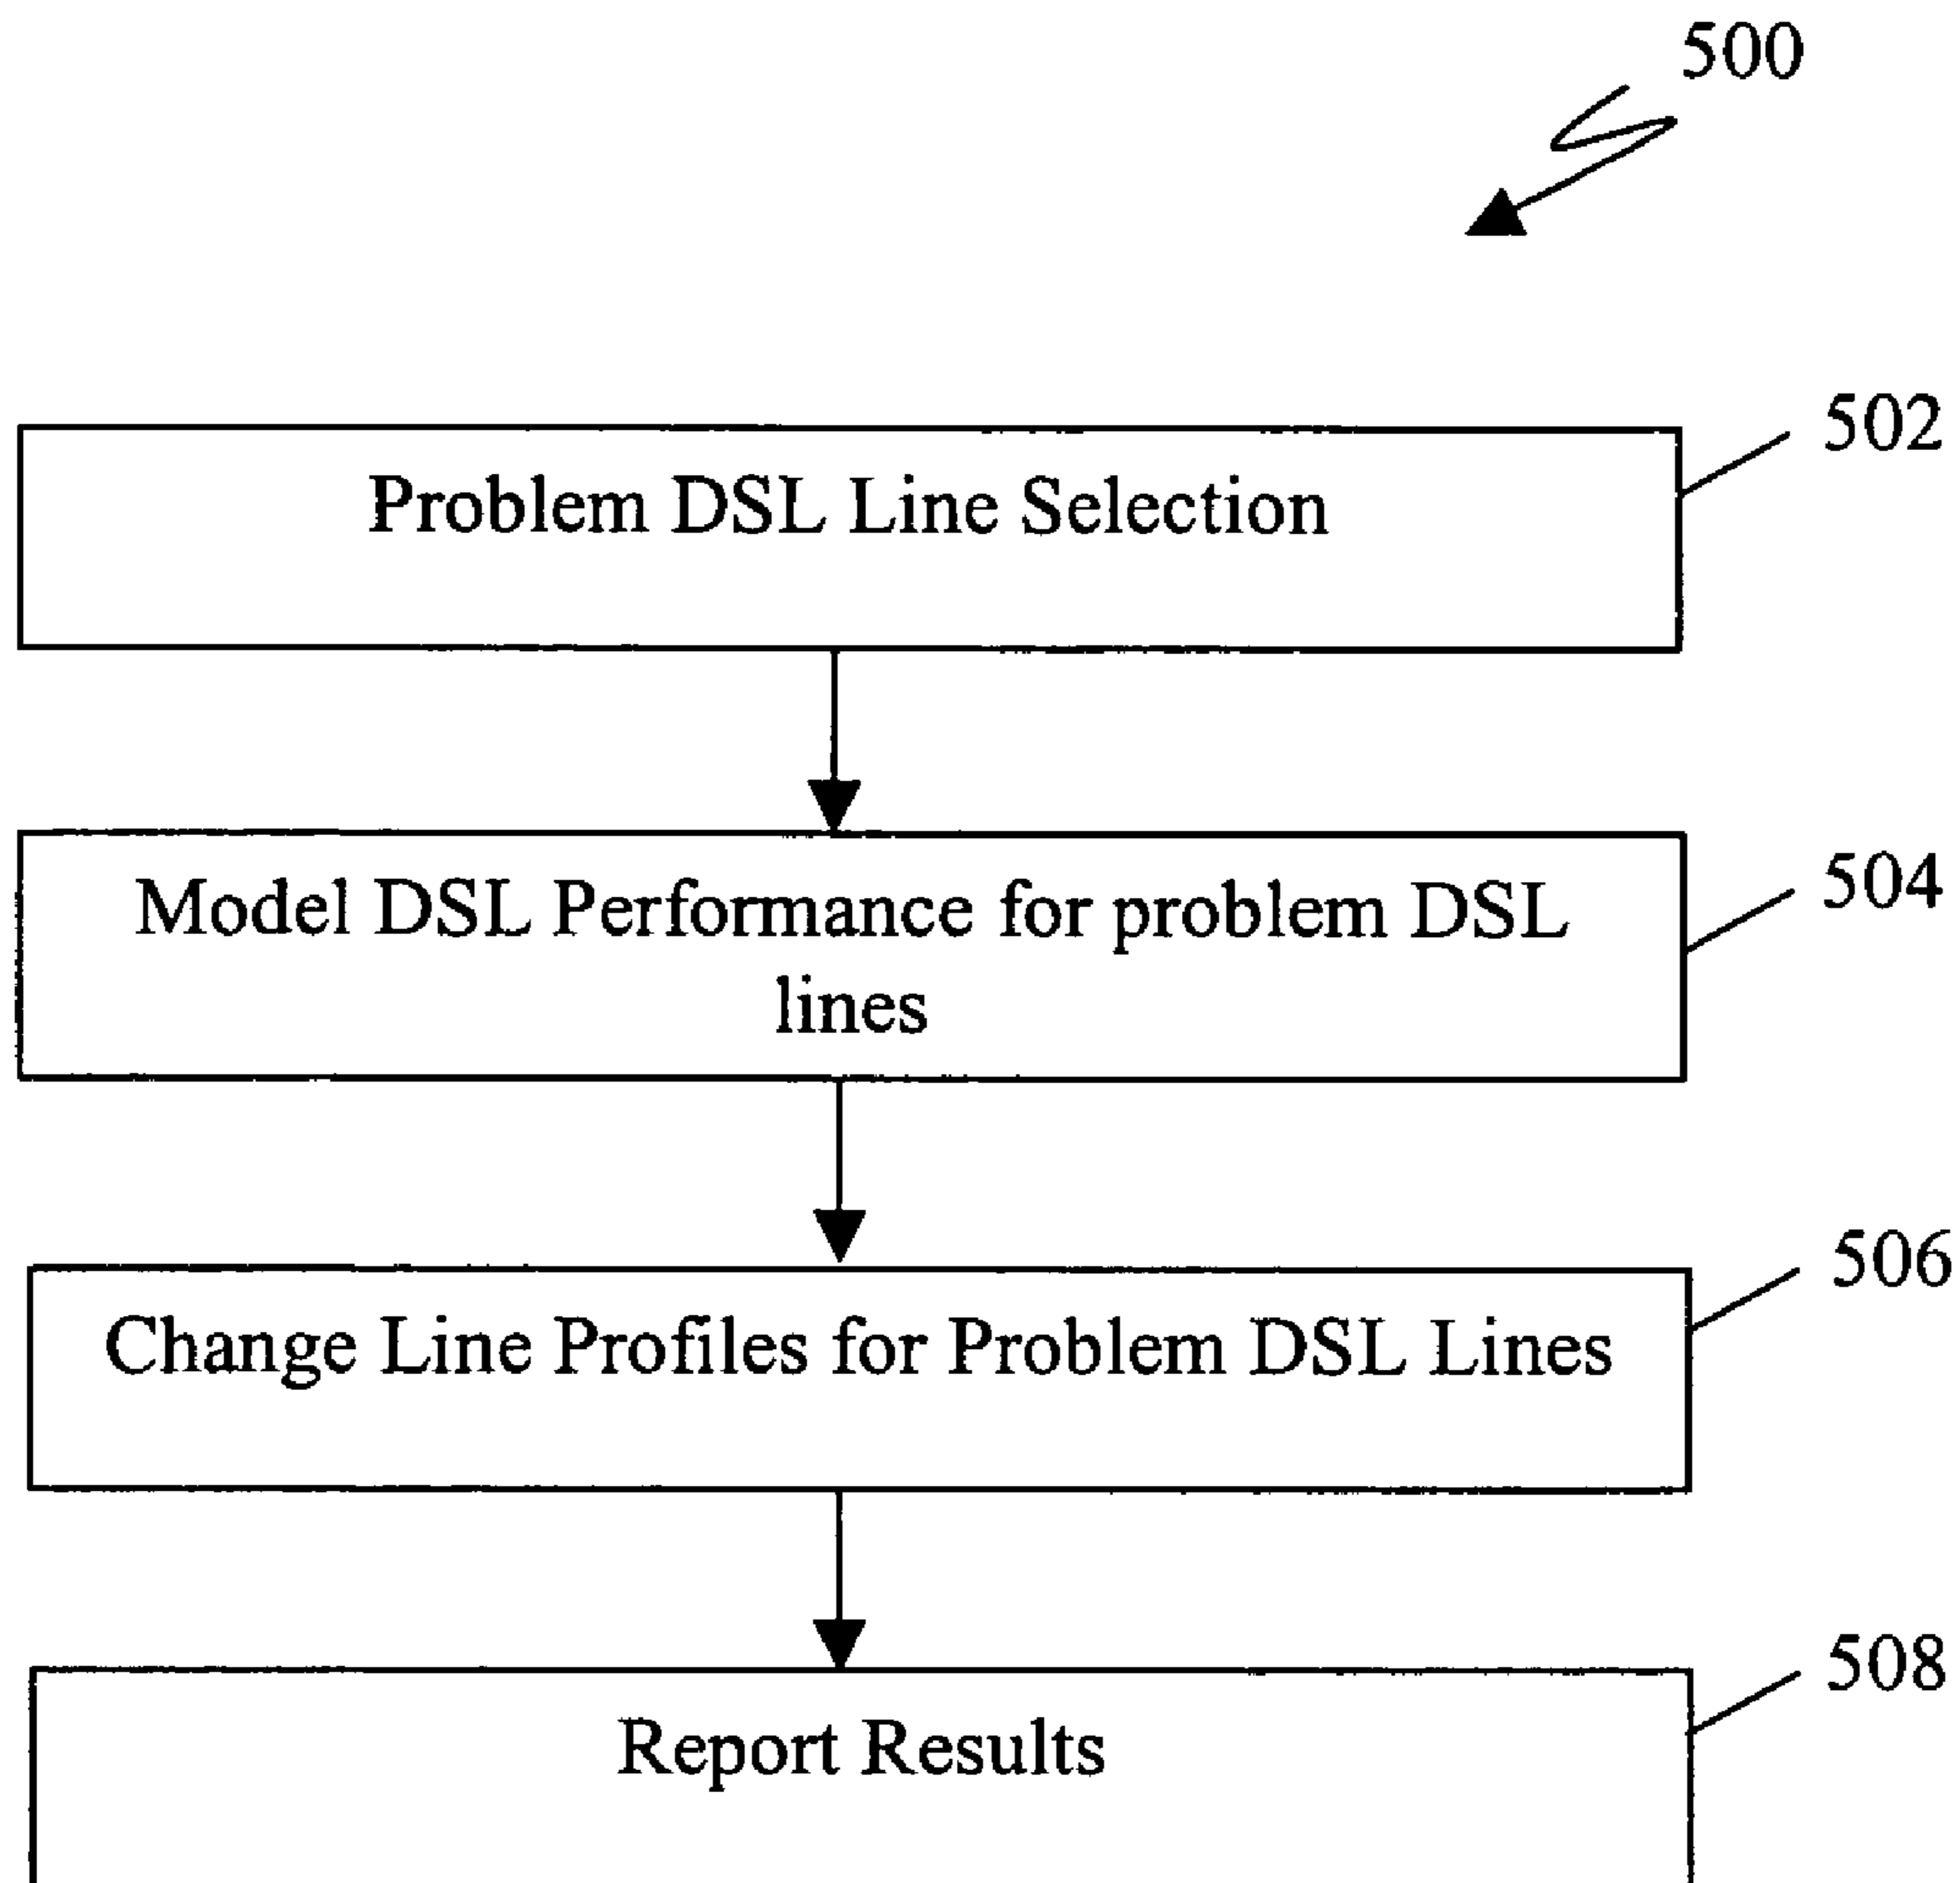 500
502
Problem DSL Line Selection
504
Model DSL Performance for problem DSL
lines
506
Change Line Profiles for Problem DSL Lines
508
Report Results